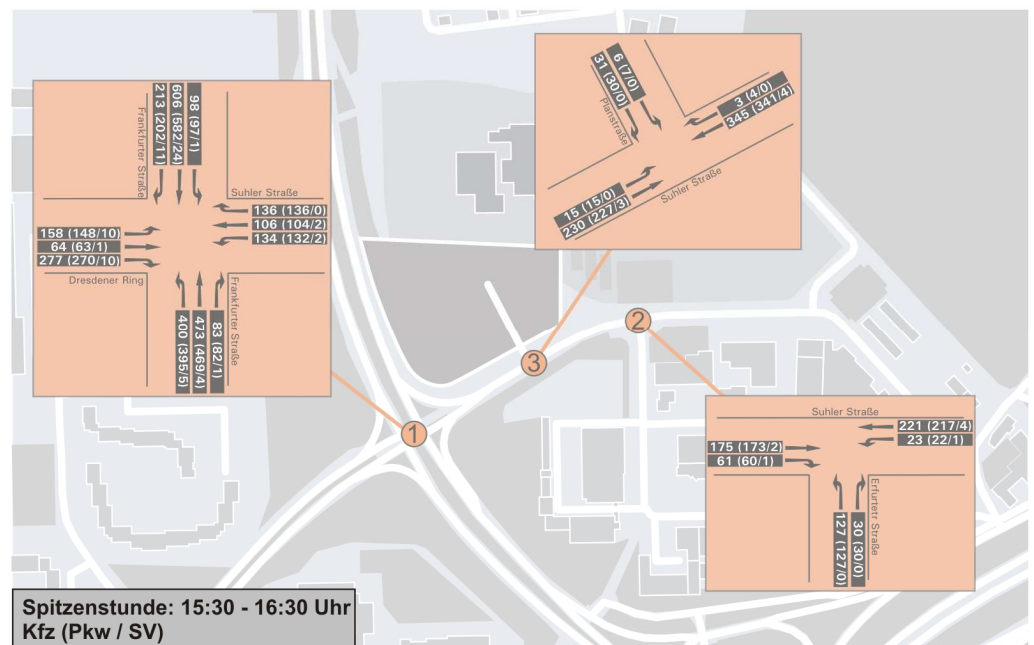 213 (202/11)
606 (582/24)
98 (97/1)
Frankfurter Straße
Suhler Straße
136 (136/0)
106 (104/2)
134 (132/2)
158 (148/10)
64 (63/1)
277 (270/10)
Dresdener Ring
Frankfurter Straße
400 (395/5)
473 (469/4)
83 (82/1)
31 (30/0)
6 (7/0)
Planstraße
3 (4/0)
345 (341/4)
15 (15/0)
230 (227/3)
Suhler Straße
1
3
2
Suhler Straße
221 (217/4)
23 (22/1)
175 (173/2)
61 (60/1)
Erfurtetr Straße
127 (127/0)
30 (30/0)
Spitzenstunde: 15:30 - 16:30 Uhr
Kfz (Pkw / SV)